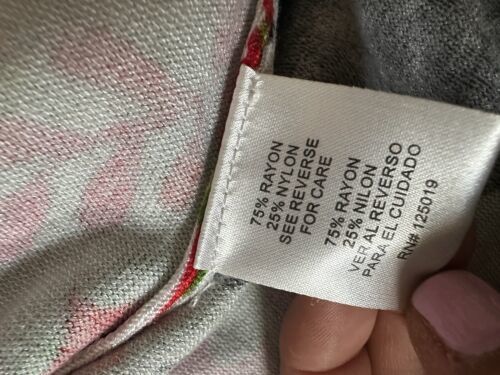 75% RAYON
25% NYLON
SEE REVERSE
FOR CARE
75% RAYON
25% NILON
VER AL REVERSO
PARA EL CUIDADO
RN# 125019